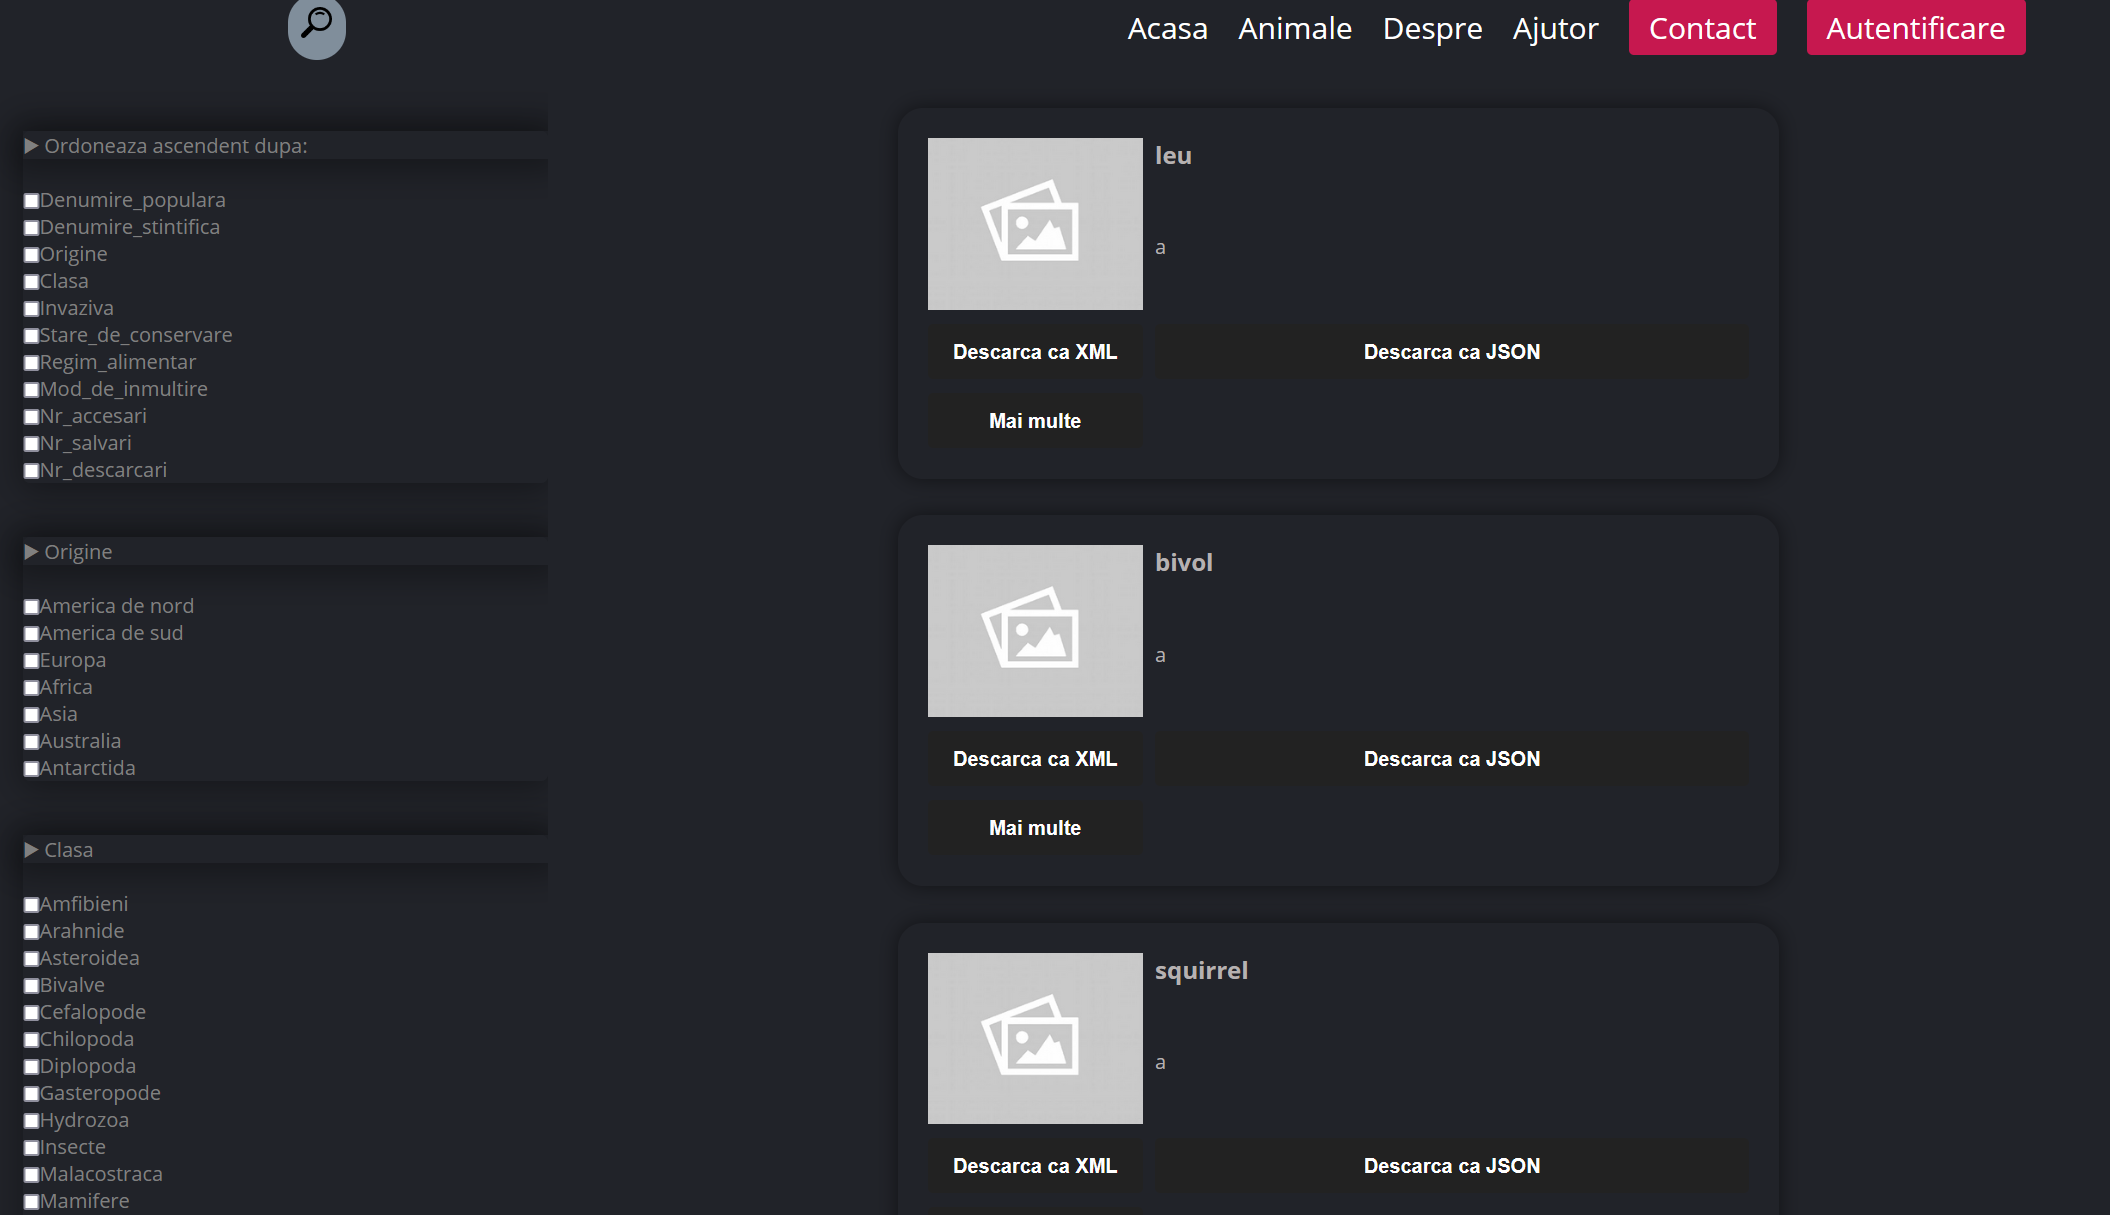 Acasa Animale Despre Ajutor Contact Autentificare
Ordoneaza ascendent dupa:
Denumire_populara
Denumire_stintifica
Origine
Clasa
Invaziva
Stare_de_conservare
Regim_alimentar
Mod_de_inmultire
Nr_accesari
Nr_salvari
Nr_descarcari
Origine
America de nord
America de sud
Europa
Africa
Asia
Australia
Antarctida
Clasa
Amfibieni
Arahnide
Asteroidea
Bivalve
Cefalopode
Chilopoda
Diplopoda
Gasteropode
Hydrozoa
Insecte
Malacostraca
Mamifere
leu
a
Descarca ca XML Descarca ca JSON
Mai multe
bivol
a
Descarca ca XML Descarca ca JSON
Mai multe
squirrel
a
Descarca ca XML Descarca ca JSON